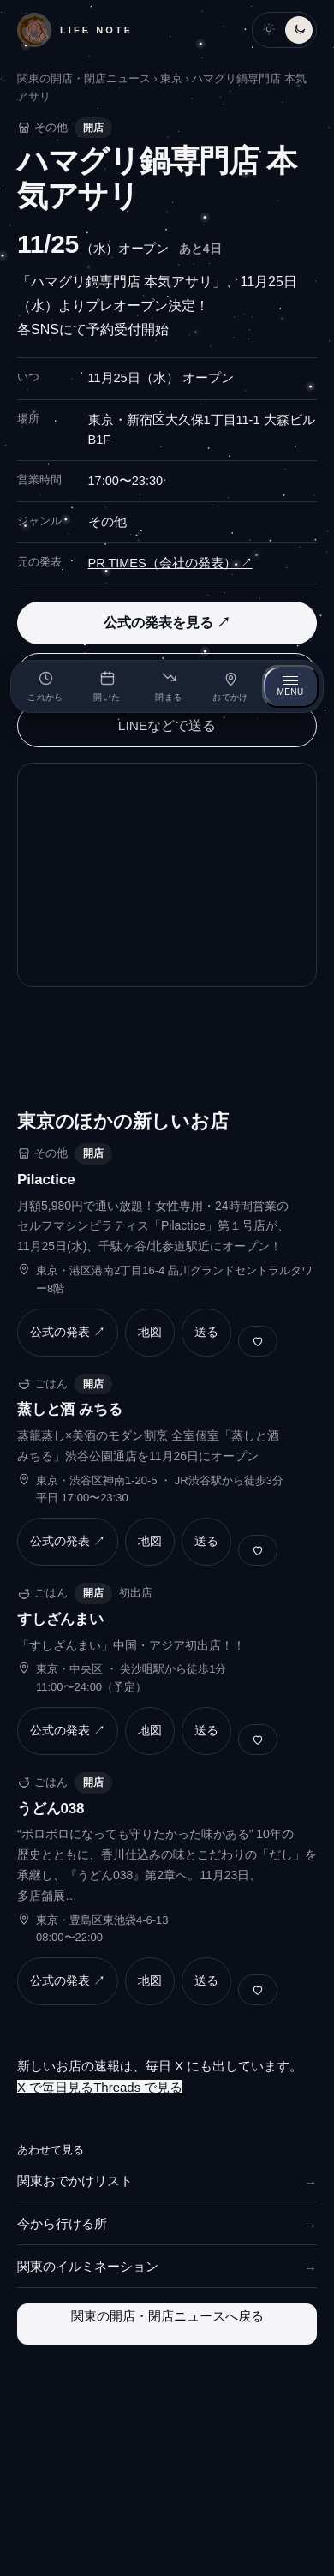 LIFE NOTE
関東の開店・閉店ニュース › 東京 › ハマグリ鍋専門店 本気
アサリ
その他 開店
ハマグリ鍋専門店 本
気アサリ
11/25（水）オープン あと4日
「ハマグリ鍋専門店 本気アサリ」、11月25日
（水）よりプレオープン決定！
各SNSにて予約受付開始
いつ 11月25日（水） オープン
場所 東京・新宿区大久保1丁目11-1 大森ビル
B1F
営業時間 17:00〜23:30
ジャンル その他
元の発表 PR TIMES（会社の発表） ↗
公式の発表を見る ↗
これから 開いた 閉まる おでかけ MENU
LINEなどで送る
東京のほかの新しいお店
その他 開店
Pilactice
月額5,980円で通い放題！女性専用・24時間営業の
セルフマシンピラティス「Pilactice」第１号店が、
11月25日(水)、千駄ヶ谷/北参道駅近にオープン！
東京・港区港南2丁目16-4 品川グランドセントラルタワ
ー8階
公式の発表 ↗ 地図 送る
ごはん 開店
蒸しと酒 みちる
蒸籠蒸し×美酒のモダン割烹 全室個室「蒸しと酒
みちる」渋谷公園通店を11月26日にオープン
東京・渋谷区神南1-20-5 ・ JR渋谷駅から徒歩3分
平日 17:00〜23:30
公式の発表 ↗ 地図 送る
ごはん 開店 初出店
すしざんまい
「すしざんまい」中国・アジア初出店！！
東京・中央区 ・ 尖沙咀駅から徒歩1分
11:00〜24:00（予定）
公式の発表 ↗ 地図 送る
ごはん 開店
うどん038
“ボロボロになっても守りたかった味がある” 10年の
歴史とともに、香川仕込みの味とこだわりの「だし」を
承継し、『うどん038』第2章へ。11月23日、
多店舗展…
東京・豊島区東池袋4-6-13
08:00〜22:00
公式の発表 ↗ 地図 送る
新しいお店の速報は、毎日 X にも出しています。
X で毎日見るThreads で見る
あわせて見る
関東おでかけリスト →
今から行ける所 →
関東のイルミネーション →
関東の開店・閉店ニュースへ戻る